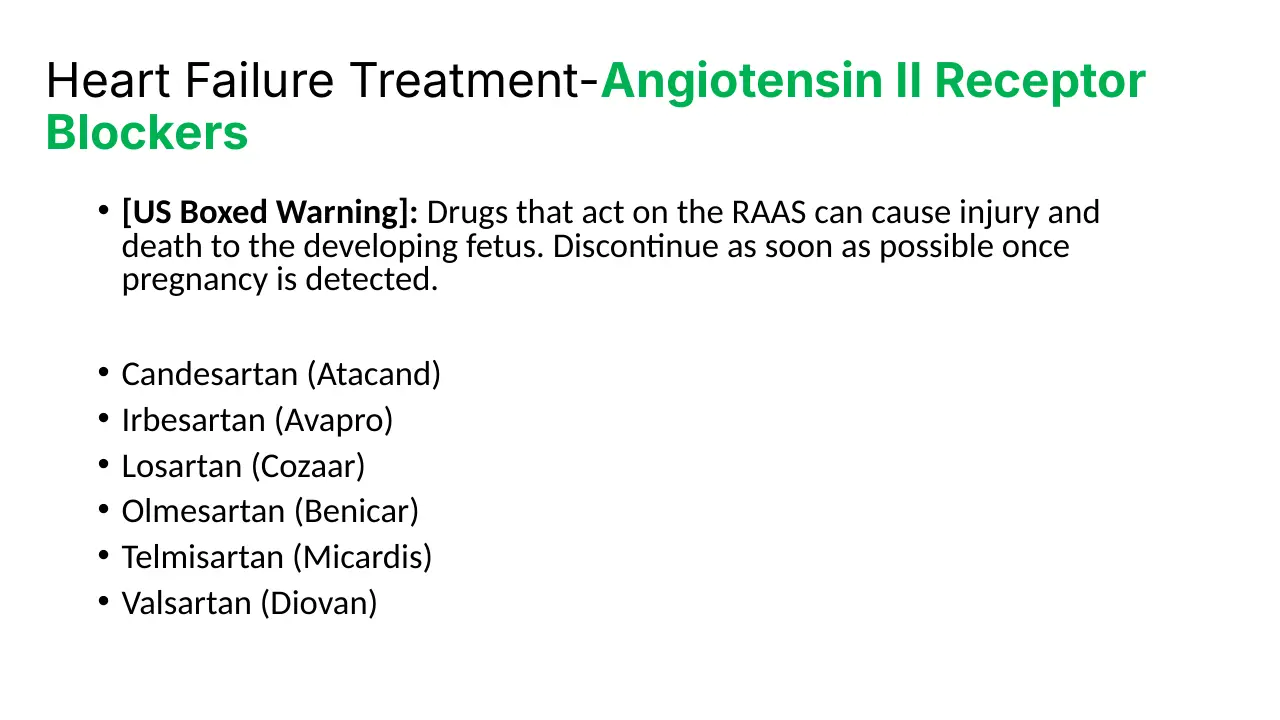 Heart Failure Treatment-Angiotensin II Receptor
Blockers
• [US Boxed Warning]: Drugs that act on the RAAS can cause injury and
death to the developing fetus. Discontinue as soon as possible once
pregnancy is detected.
• Candesartan (Atacand)
• Irbesartan (Avapro)
• Losartan (Cozaar)
• Olmesartan (Benicar)
• Telmisartan (Micardis)
• Valsartan (Diovan)